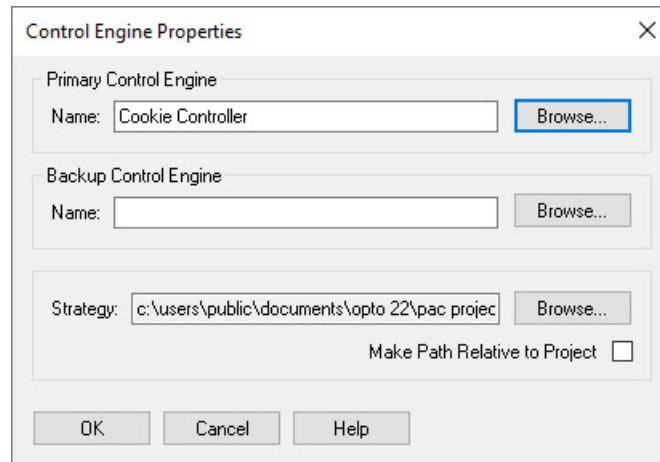 Control Engine Properties
Primary Control Engine
Name: Cookie Controller Browse...
Backup Control Engine
Name: Browse...
Strategy: c:\users\public\documents\opto 22\pac projec Browse...
Make Path Relative to Project
OK Cancel Help